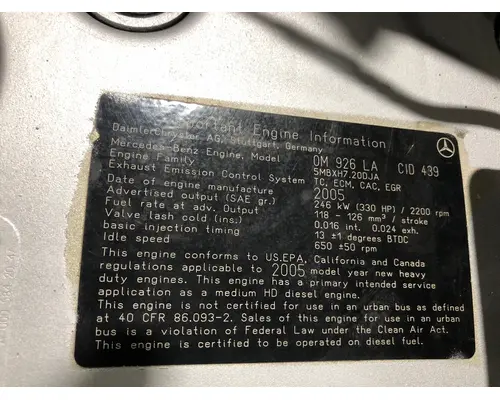 Important Engine Information
DaimlerChrysler AG, Stuttgart, Germany
Mercedes-Benz Engine, Model OM 926 LA CID 439
Engine Family 5MBXH7.20DJA
Exhaust Emission Control System TC, ECM, CAC, EGR
2005
Advertised output (SAE gr.) 246 kW (330 HP) / 2200 rpm
Fuel rate at adv. Output 118 - 126 mm³ / stroke
Valve lash cold (ins.) 0.016 int. 0.024 exh.
basic injection timing 13 ±1 degrees BTDC
Idle speed 650 ±50 rpm
This engine conforms to U.S.EPA, California and Canada
regulations applicable to 2005 model year new heavy
duty engines. This engine has a primary intended service
application as a medium HD diesel engine.
This engine is not certified for use in an urban bus as defined
at 40 CFR 86.093-2. Sales of this engine for use in an urban
bus is a violation of Federal Law under the Clean Air Act.
This engine is certified to be operated on diesel fuel.